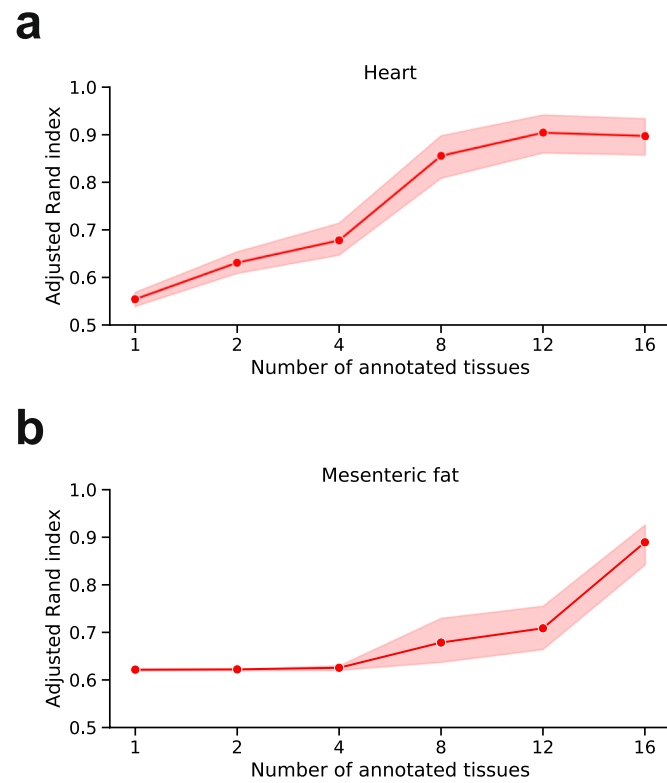 a
Heart
Adjusted Rand index
1.0
0.9
0.8
0.7
0.6
0.5
1 2 4 8 12 16
Number of annotated tissues
b
Mesenteric fat
Adjusted Rand index
1.0
0.9
0.8
0.7
0.6
0.5
1 2 4 8 12 16
Number of annotated tissues